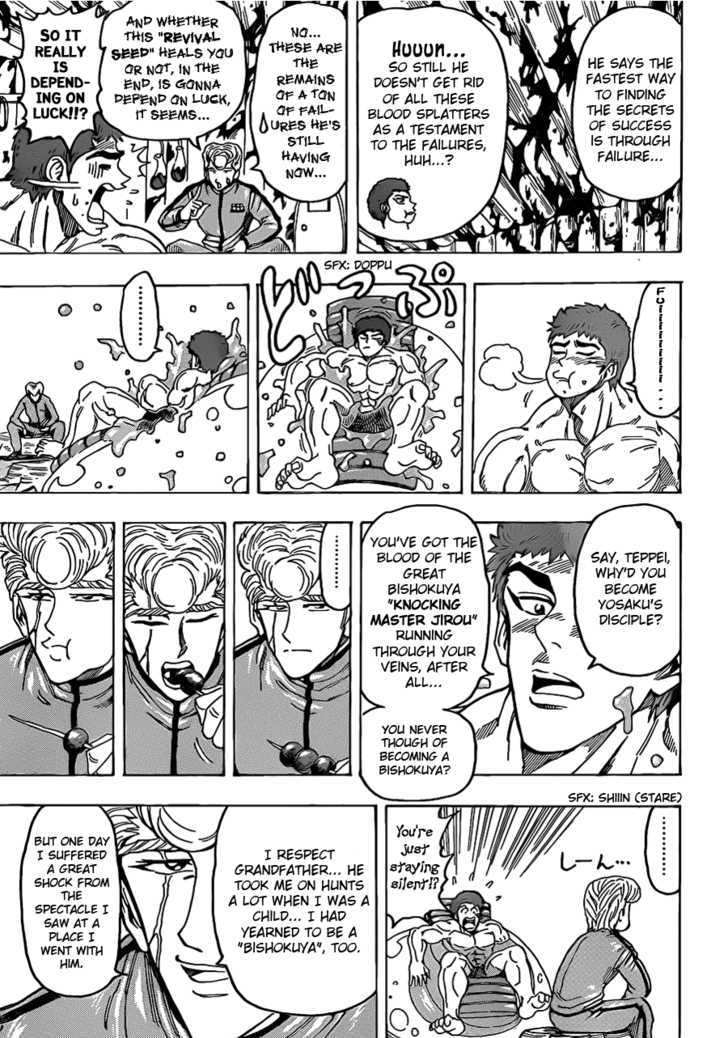 HE SAYS THE
FASTEST WAY
TO FINDING
THE SECRETS
OF SUCCESS
IS THROUGH
FAILURE...
HUUUN...
SO STILL HE
DOESN'T GET RID
OF ALL THESE
BLOOD SPLATTERS
AS A TESTAMENT
TO THE FAILURES,
HUH...?
NO...
THESE ARE
THE
REMAINS
OF A TON
OF FAIL-
URES HE'S
STILL
HAVING
NOW...
AND WHETHER
THIS "REVIVAL
SEED" HEALS YOU
OR NOT, IN THE
END, IS GONNA
DEPEND ON LUCK,
IT SEEMS...
SO IT
REALLY
IS
DEPEND-
ING ON
LUCK!!?
SFX: DOPPU
どっぷ
.........
SAY, TEPPEI,
WHY'D YOU
BECOME
YOSAKU'S
DISCIPLE?
YOU'VE GOT THE
BLOOD OF THE
GREAT
BISHOKUYA
"KNOCKING
MASTER JIROU"
RUNNING
THROUGH YOUR
VEINS, AFTER
ALL...
YOU NEVER
THOUGH OF
BECOMING A
BISHOKUYA?
.........
SFX: SHIIIN (STARE)
.........
しーん...
You're
just
staying
silent!?
I RESPECT
GRANDFATHER... HE
TOOK ME ON HUNTS
A LOT WHEN I WAS A
CHILD... I HAD
YEARNED TO BE A
"BISHOKUYA", TOO.
BUT ONE DAY
I SUFFERED
A GREAT
SHOCK FROM
THE
SPECTACLE I
SAW AT A
PLACE I
WENT WITH
HIM.